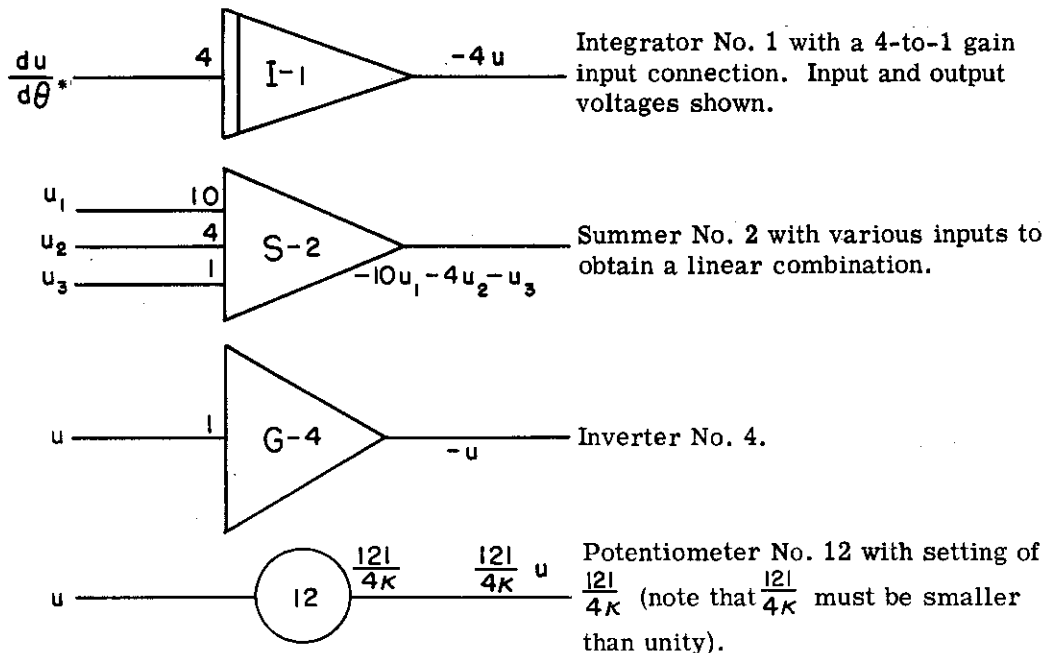 du/dθ* 4 I-1 -4u
Integrator No. 1 with a 4-to-1 gain
input connection. Input and output
voltages shown.
u₁ 10
u₂ 4
u₃ 1
S-2
-10u₁-4u₂-u₃
Summer No. 2 with various inputs to
obtain a linear combination.
u 1 G-4 -u
Inverter No. 4.
u 12 121/4κ 121/4κ u
Potentiometer No. 12 with setting of
121/4κ (note that 121/4κ must be smaller
than unity).